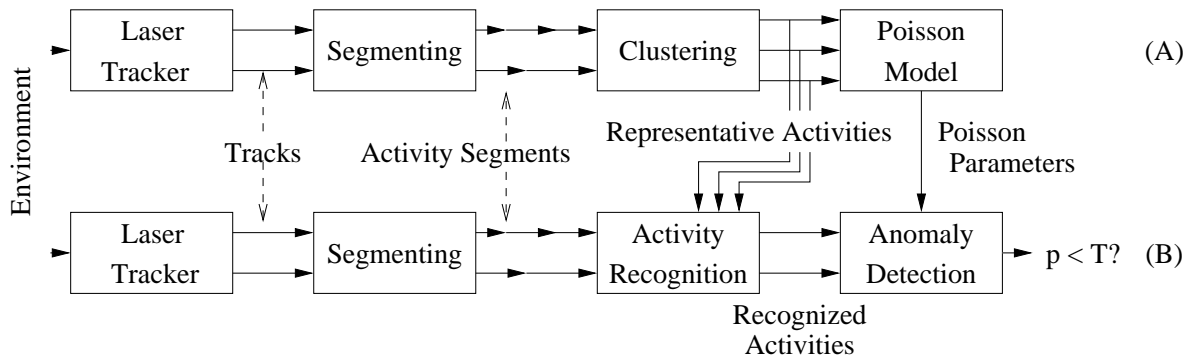 Environment
Laser
Tracker
Segmenting
Clustering
Poisson
Model
(A)
Tracks
Activity Segments
Representative Activities
Poisson
Parameters
Laser
Tracker
Segmenting
Activity
Recognition
Anomaly
Detection
p < T?
(B)
Recognized
Activities